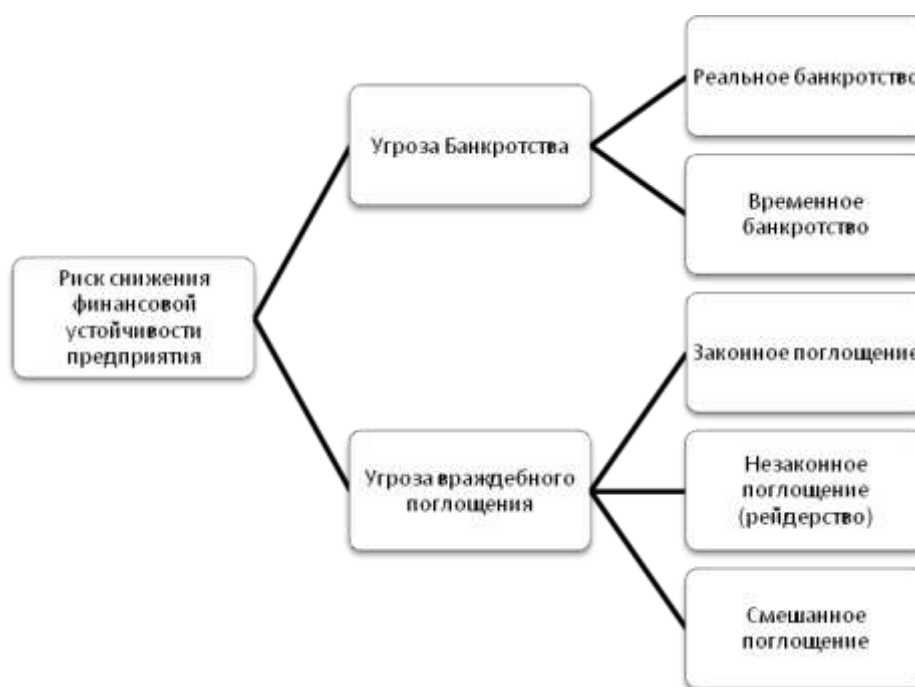 Риск снижения
финансовой
устойчивости
предприятия
Угроза Банкротства
Реальное банкротство
Временное
банкротство
Угроза враждебного
поглощения
Законное поглощение
Незаконное
поглощение
(рейдерство)
Смешанное
поглощение